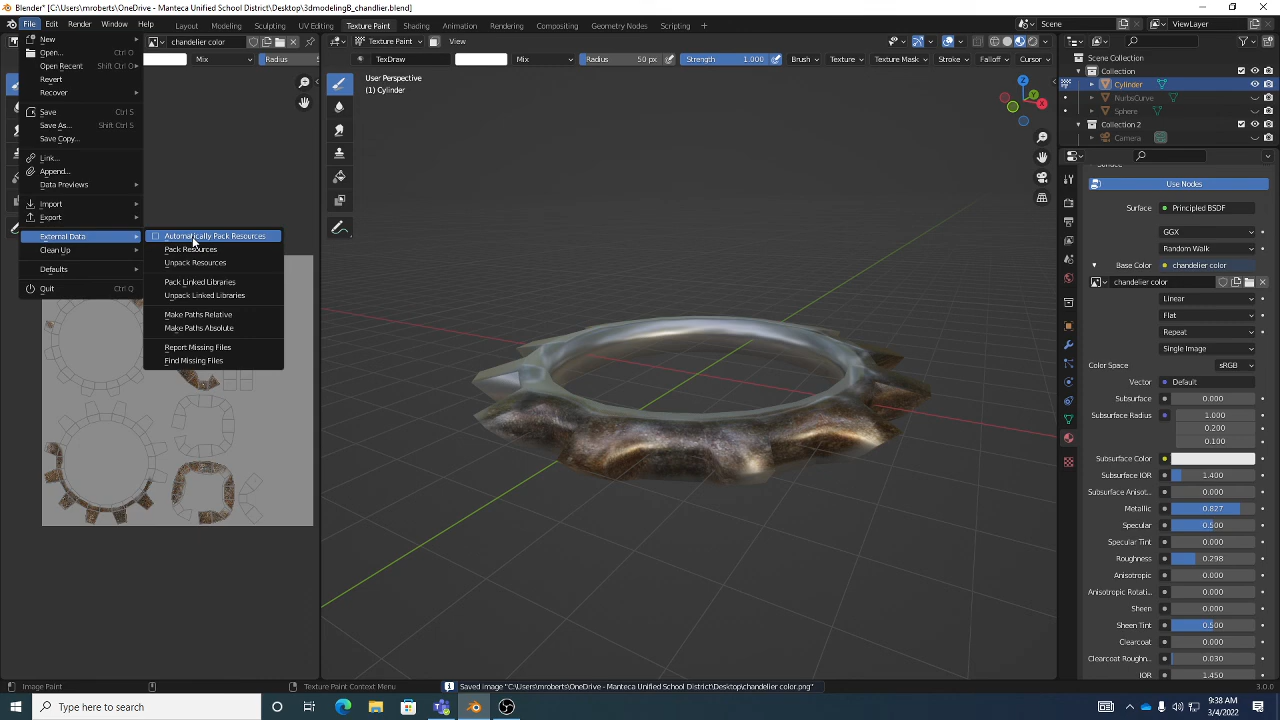 Blender* [C:\Users\mroberts\OneDrive - Manteca Unified School District\Desktop\3dmodeling8_chandlier.blend]
File Edit Render Window Help Layout Modeling Sculpting UV Editing Texture Paint Shading Animation Rendering Compositing Geometry Nodes Scripting Scene ViewLayer
New
Open... Ctrl O
Open Recent Shift Ctrl O
Revert
Recover
Save Ctrl S
Save As... Shift Ctrl S
Save Copy...
Link...
Append...
Data Previews
Import
Export
External Data
Clean Up
Defaults
Quit Ctrl Q
Automatically Pack Resources
Pack Resources
Unpack Resources
Pack Linked Libraries
Unpack Linked Libraries
Make Paths Relative
Make Paths Absolute
Report Missing Files
Find Missing Files
chandelier color
Mix Radius
Texture Paint View
TexDraw Mix Radius 50 px Strength 1.000 Brush Texture Texture Mask Stroke Falloff Cursor
User Perspective
(1) Cylinder
Z
Y
X
Scene Collection
Collection
Cylinder
NurbsCurve
Sphere
Collection 2
Camera
Use Nodes
Surface Principled BSDF
GGX
Random Walk
Base Color chandelier color
chandelier color
Linear
Flat
Repeat
Single Image
Color Space sRGB
Vector Default
Subsurface 0.000
Subsurface Radius 1.000
0.200
0.100
Subsurface Color
Subsurface IOR 1.400
Subsurface Anisot... 0.000
Metallic 0.827
Specular 0.500
Specular Tint 0.000
Roughness 0.298
Anisotropic 0.000
Anisotropic Rotati... 0.000
Sheen 0.000
Sheen Tint 0.500
Clearcoat 0.000
Clearcoat Roughn... 0.030
IOR 1.450
Image Paint Texture Paint Context Menu Saved Image "C:\Users\mroberts\OneDrive - Manteca Unified School District\Desktop\chandelier color.png" 3.0.0
Type here to search
9:38 AM
3/4/2022